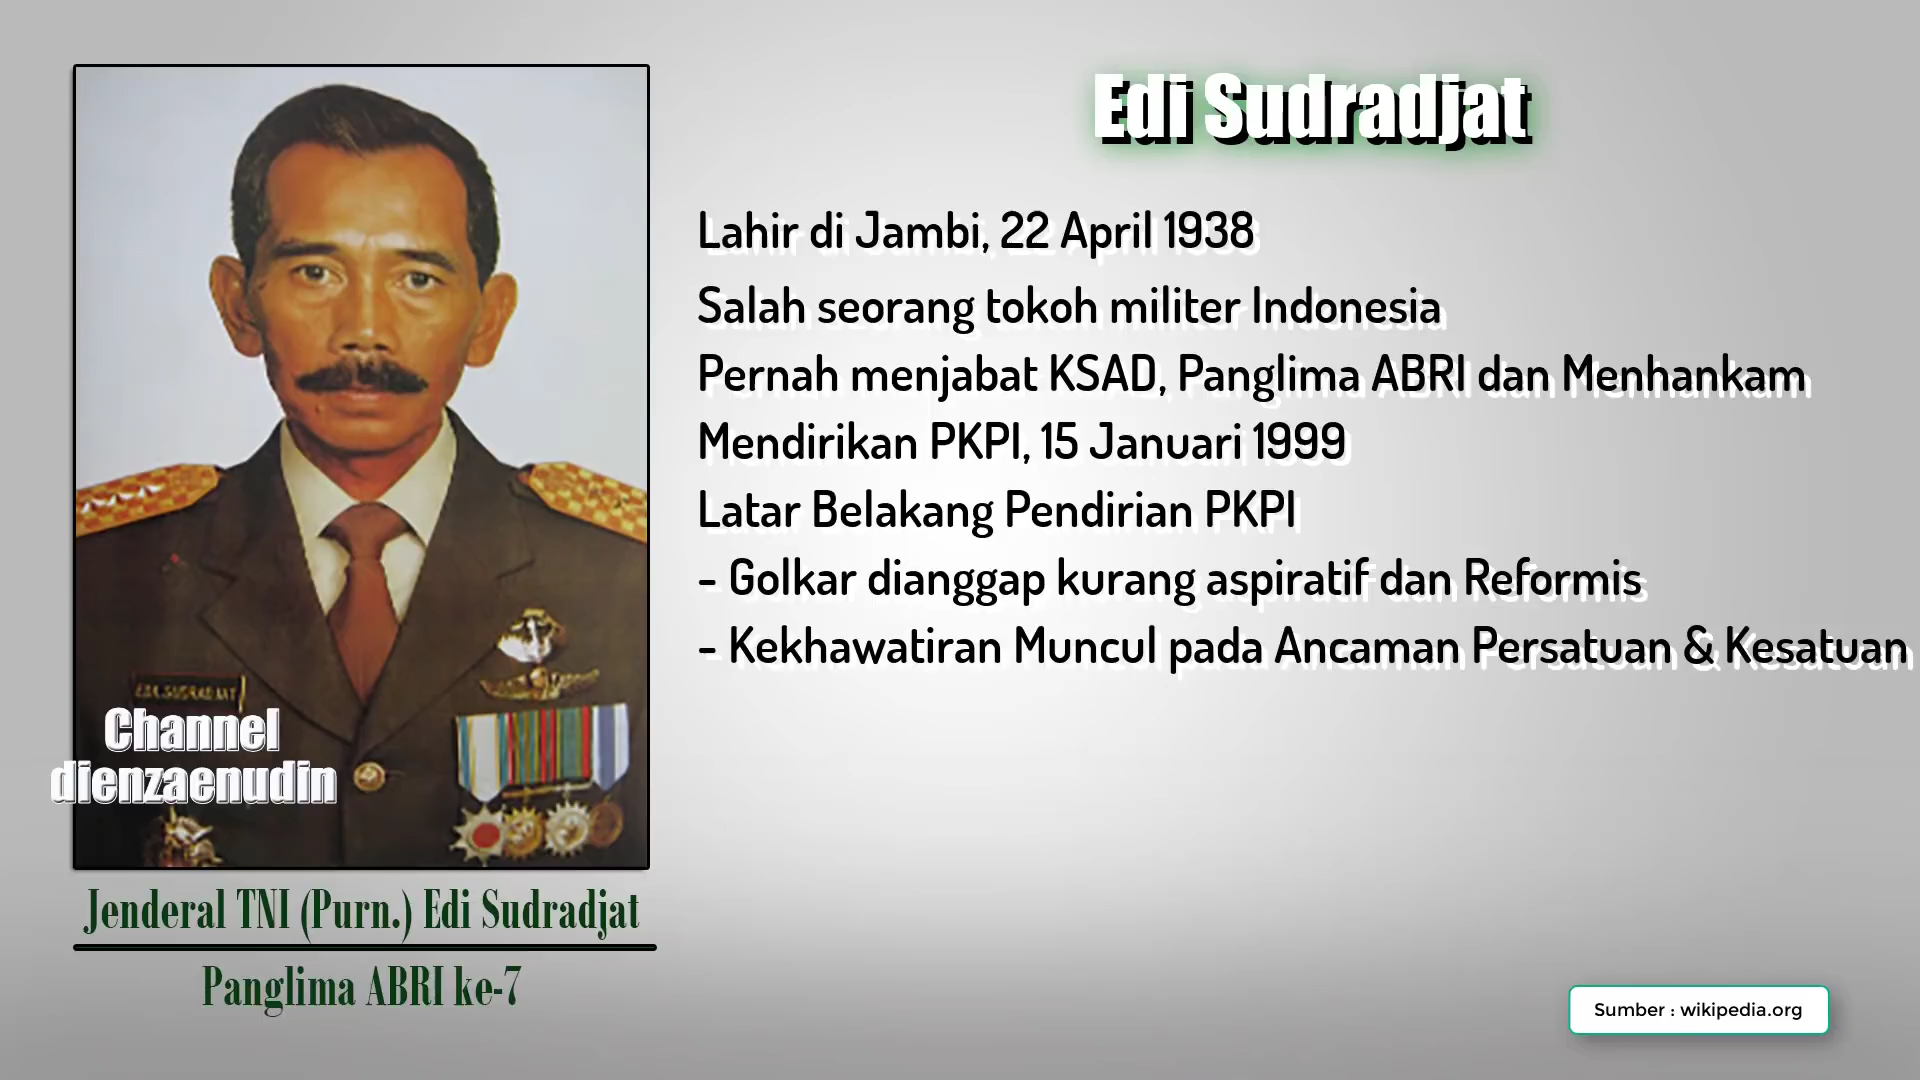 Edi Sudradjat
Lahir di Jambi, 22 April 1938
Salah seorang tokoh militer Indonesia
Pernah menjabat KSAD, Panglima ABRI dan Menhankam
Mendirikan PKPI, 15 Januari 1999
Latar Belakang Pendirian PKPI
- Golkar dianggap kurang aspiratif dan Reformis
- Kekhawatiran Muncul pada Ancaman Persatuan & Kesatuan
EDI SUDRADJAT
Channel
dienzaenudin
Jenderal TNI (Purn.) Edi Sudradjat
Panglima ABRI ke-7
Sumber : wikipedia.org